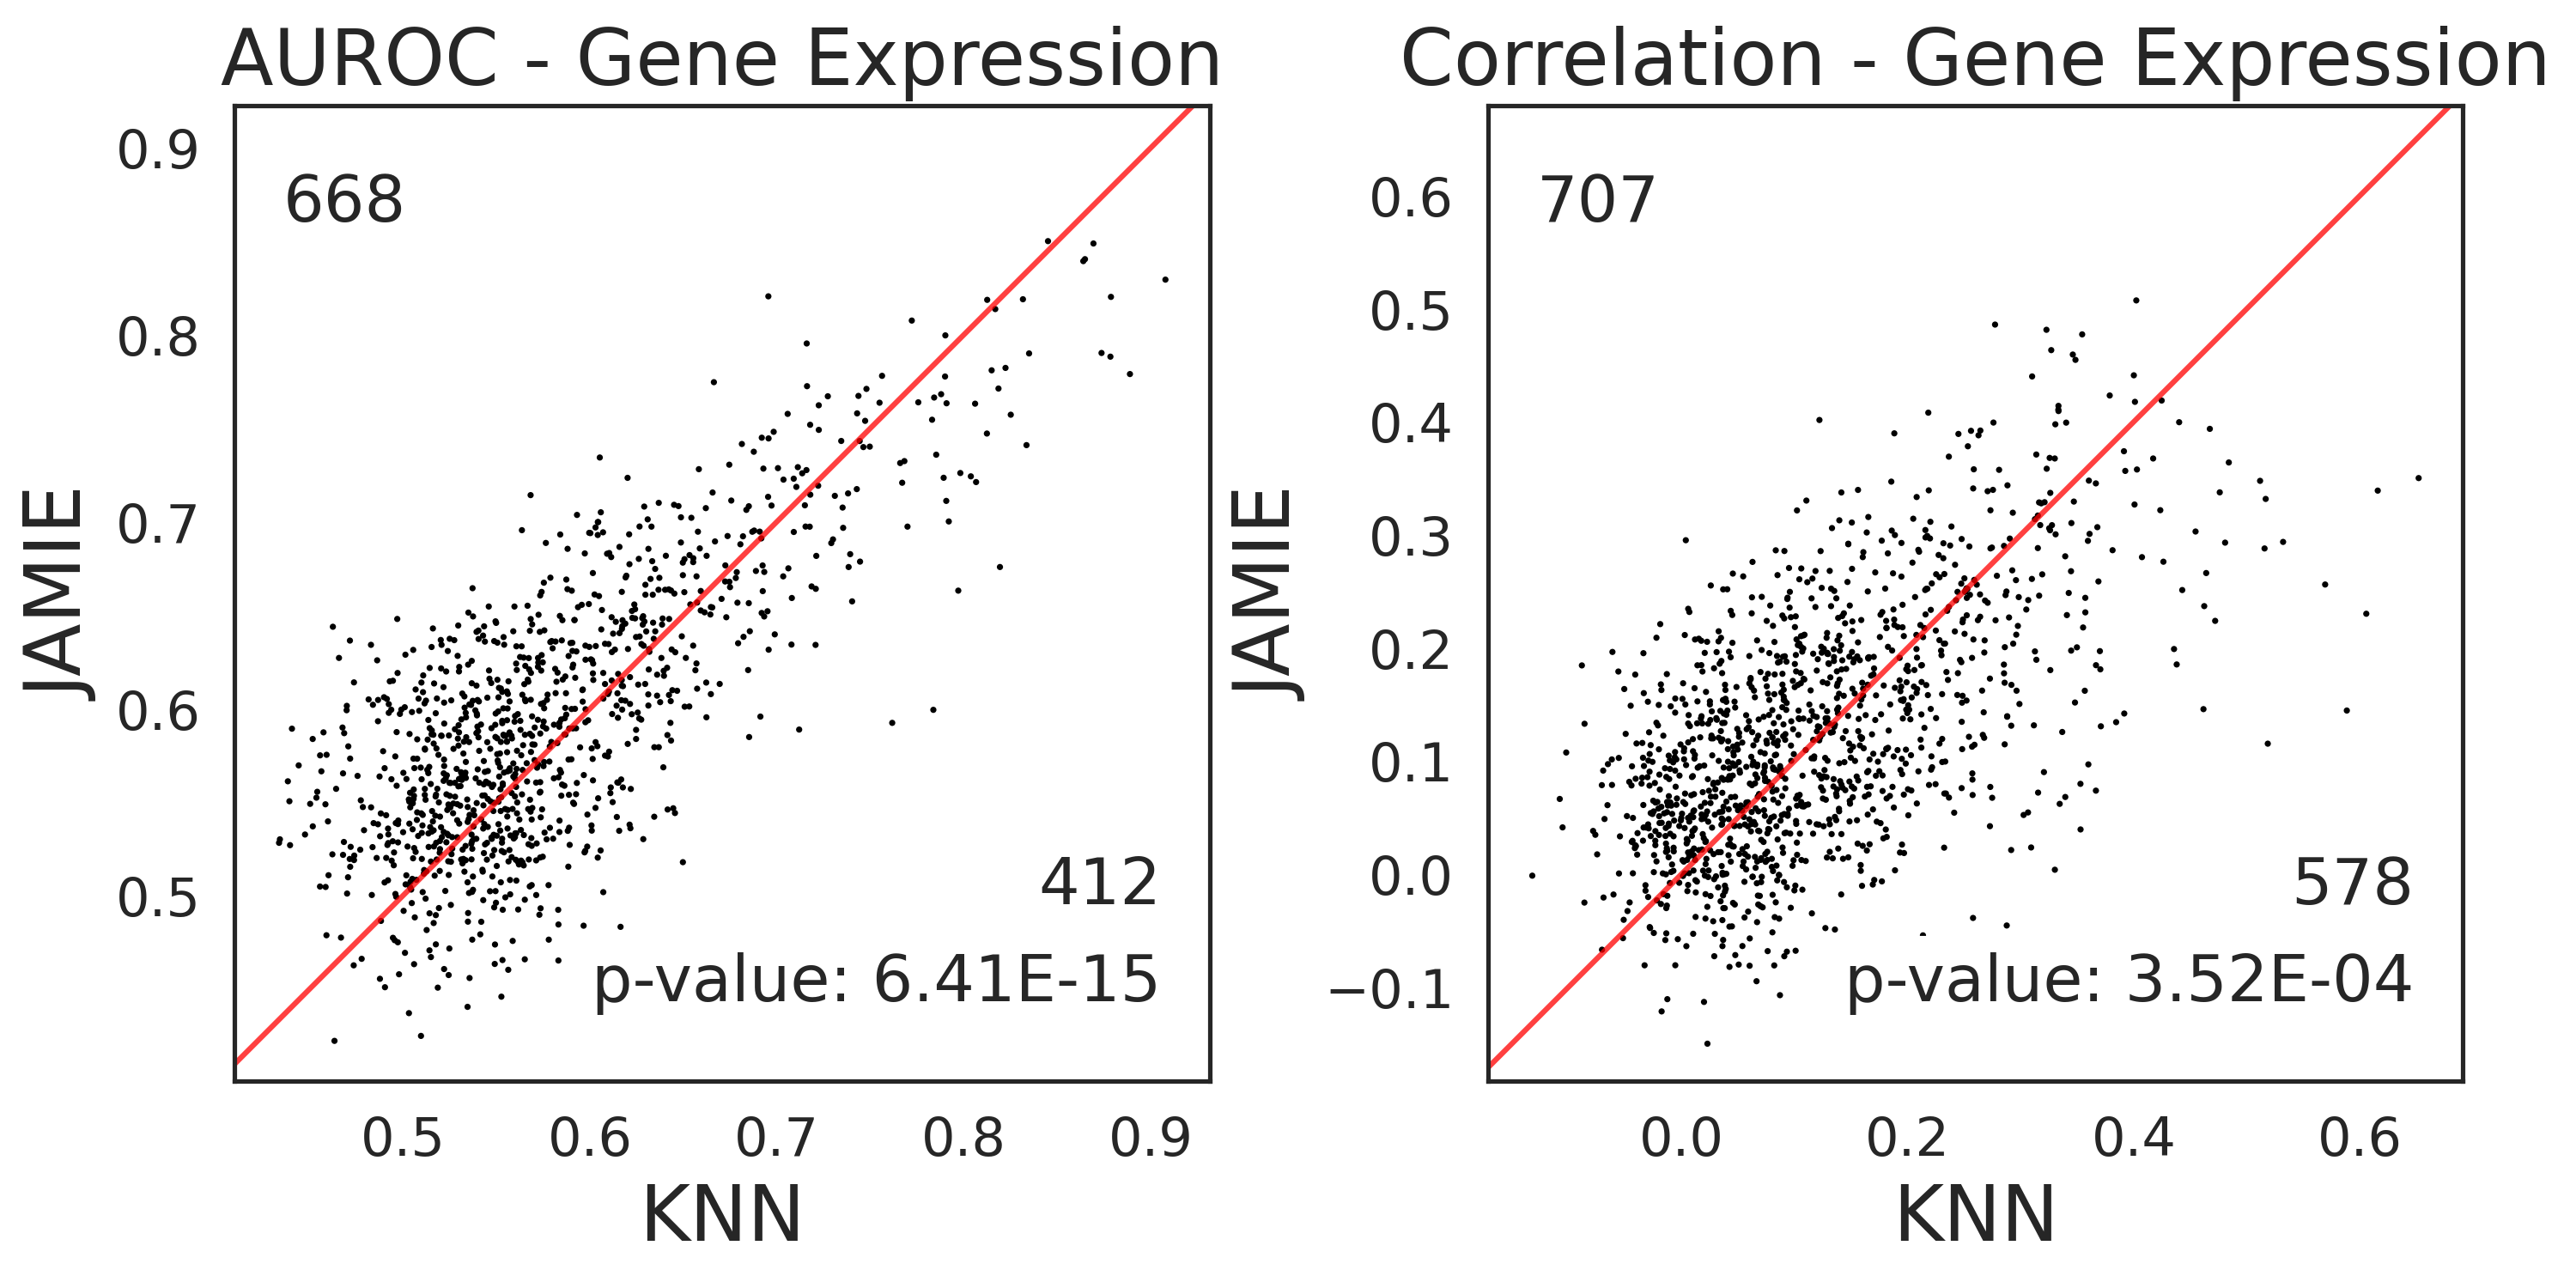 AUROC - Gene Expression
JAMIE
0.9
0.8
0.7
0.6
0.5
668
412
p-value: 6.41E-15
0.5 0.6 0.7 0.8 0.9
KNN
Correlation - Gene Expression
JAMIE
0.6
0.5
0.4
0.3
0.2
0.1
0.0
−0.1
707
578
p-value: 3.52E-04
0.0 0.2 0.4 0.6
KNN